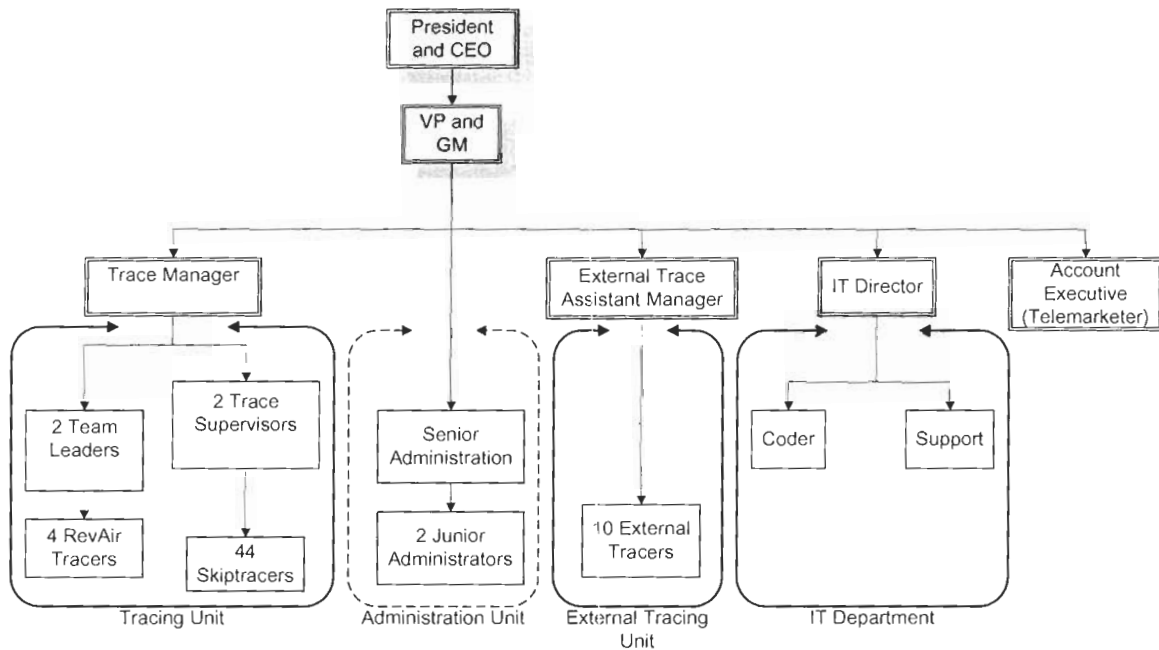 President
and CEO
VP and
GM
Trace Manager
External Trace
Assistant Manager
IT Director
Account
Executive
(Telemarketer)
2 Team
Leaders
2 Trace
Supervisors
4 RevAir
Tracers
44
Skiptracers
Senior
Administration
2 Junior
Administrators
10 External
Tracers
Coder
Support
Tracing Unit
Administration Unit
External Tracing
Unit
IT Department